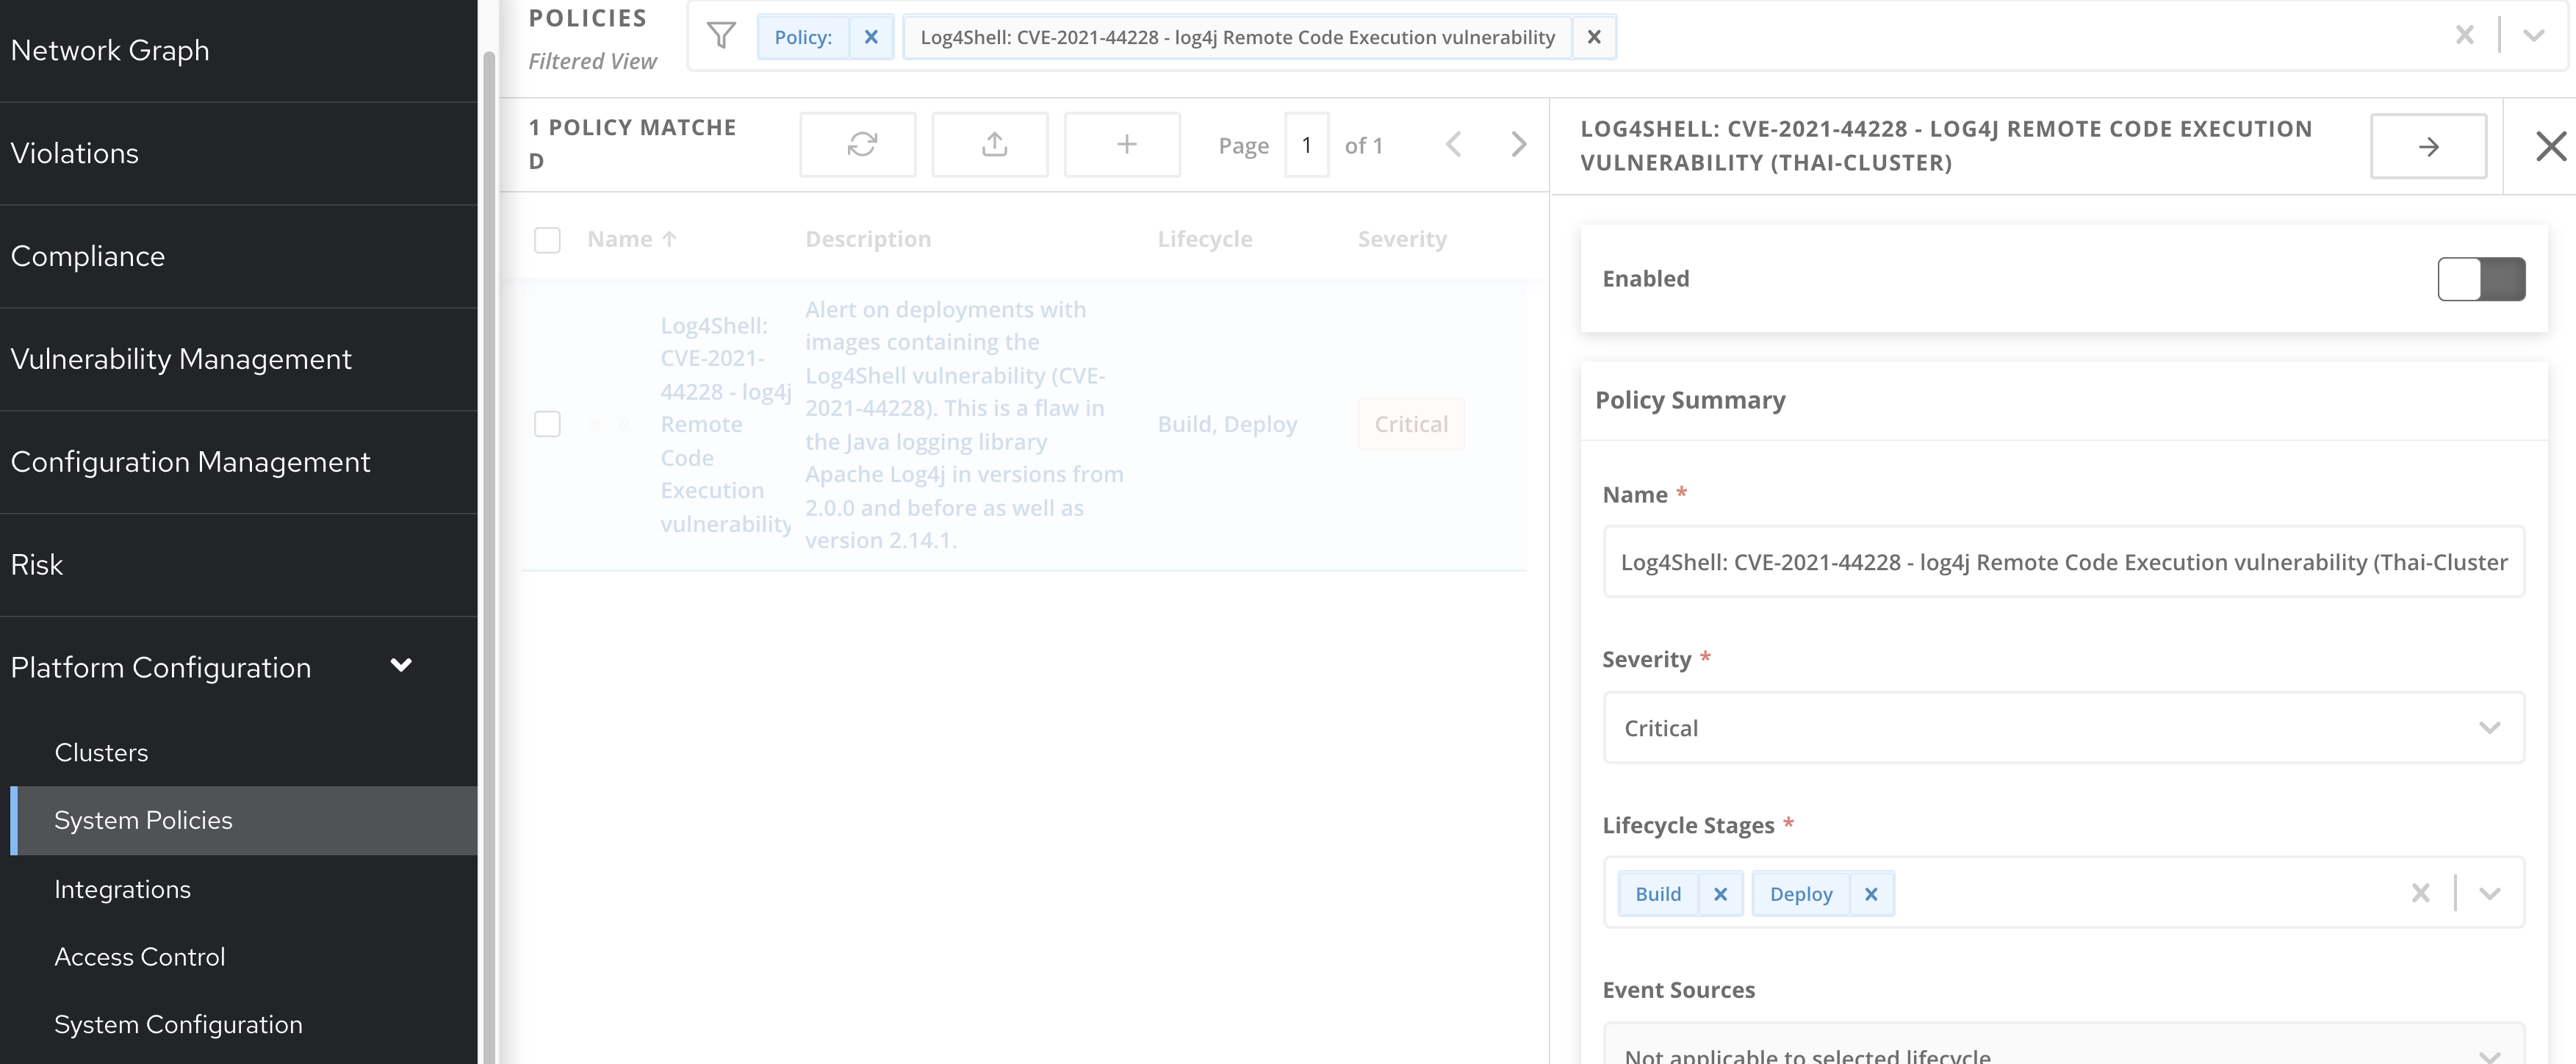 Network Graph
Violations
Compliance
Vulnerability Management
Configuration Management
Risk
Platform Configuration
Clusters
System Policies
Integrations
Access Control
System Configuration
POLICIES
Filtered View
Policy:
Log4Shell: CVE-2021-44228 - log4j Remote Code Execution vulnerability
1 POLICY MATCHE
D
Page 1 of 1
Name Description Lifecycle Severity
Log4Shell:
CVE-2021-
44228 - log4j
Remote
Code
Execution
vulnerability
Alert on deployments with
images containing the
Log4Shell vulnerability (CVE-
2021-44228). This is a flaw in
the Java logging library
Apache Log4j in versions from
2.0.0 and before as well as
version 2.14.1.
Build, Deploy
Critical
LOG4SHELL: CVE-2021-44228 - LOG4J REMOTE CODE EXECUTION
VULNERABILITY (THAI-CLUSTER)
Enabled
Policy Summary
Name *
Log4Shell: CVE-2021-44228 - log4j Remote Code Execution vulnerability (Thai-Cluster
Severity *
Critical
Lifecycle Stages *
Build
Deploy
Event Sources
Not applicable to selected lifecycle